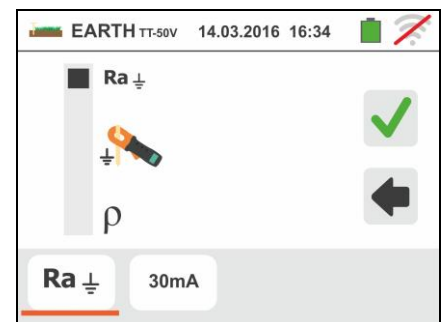 EARTH TT-50V 14.03.2016 16:34
Ra ⏚
⏚
ρ
Ra ⏚ 30mA